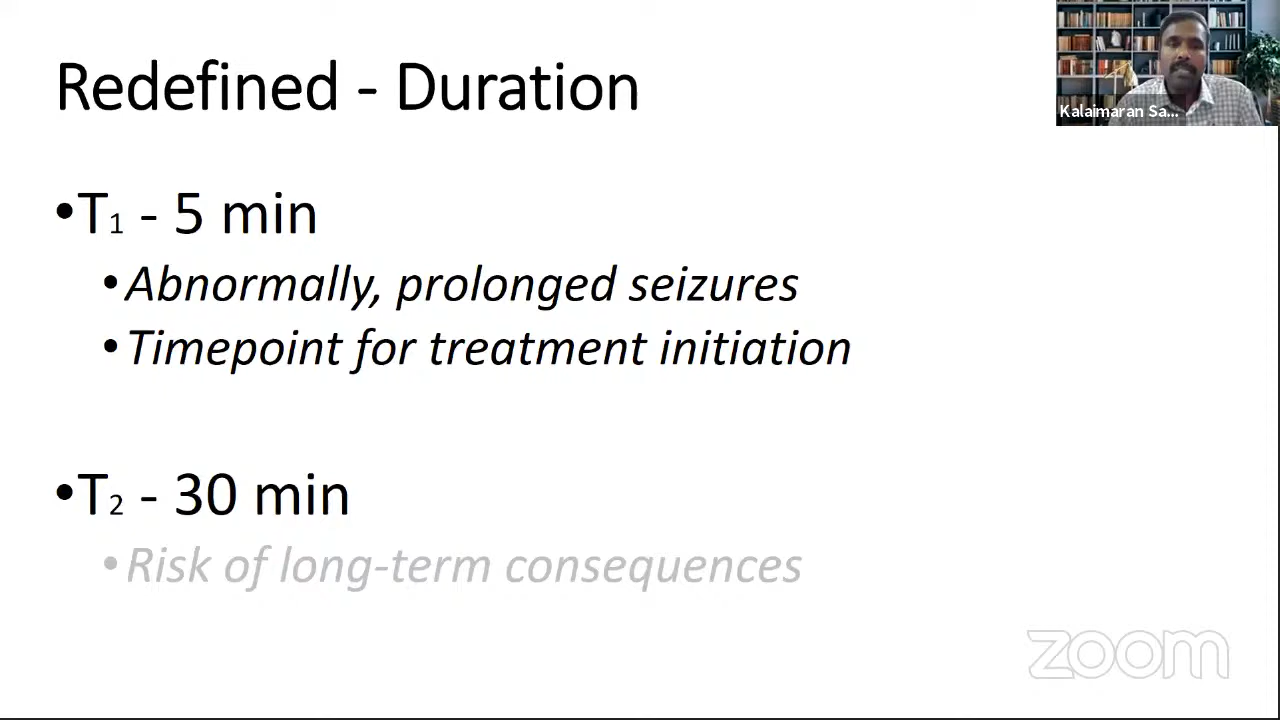 Redefined - Duration
Kalaimaran Sa...
•T1 - 5 min
•Abnormally, prolonged seizures
•Timepoint for treatment initiation
•T2 - 30 min
•Risk of long-term consequences
zoom